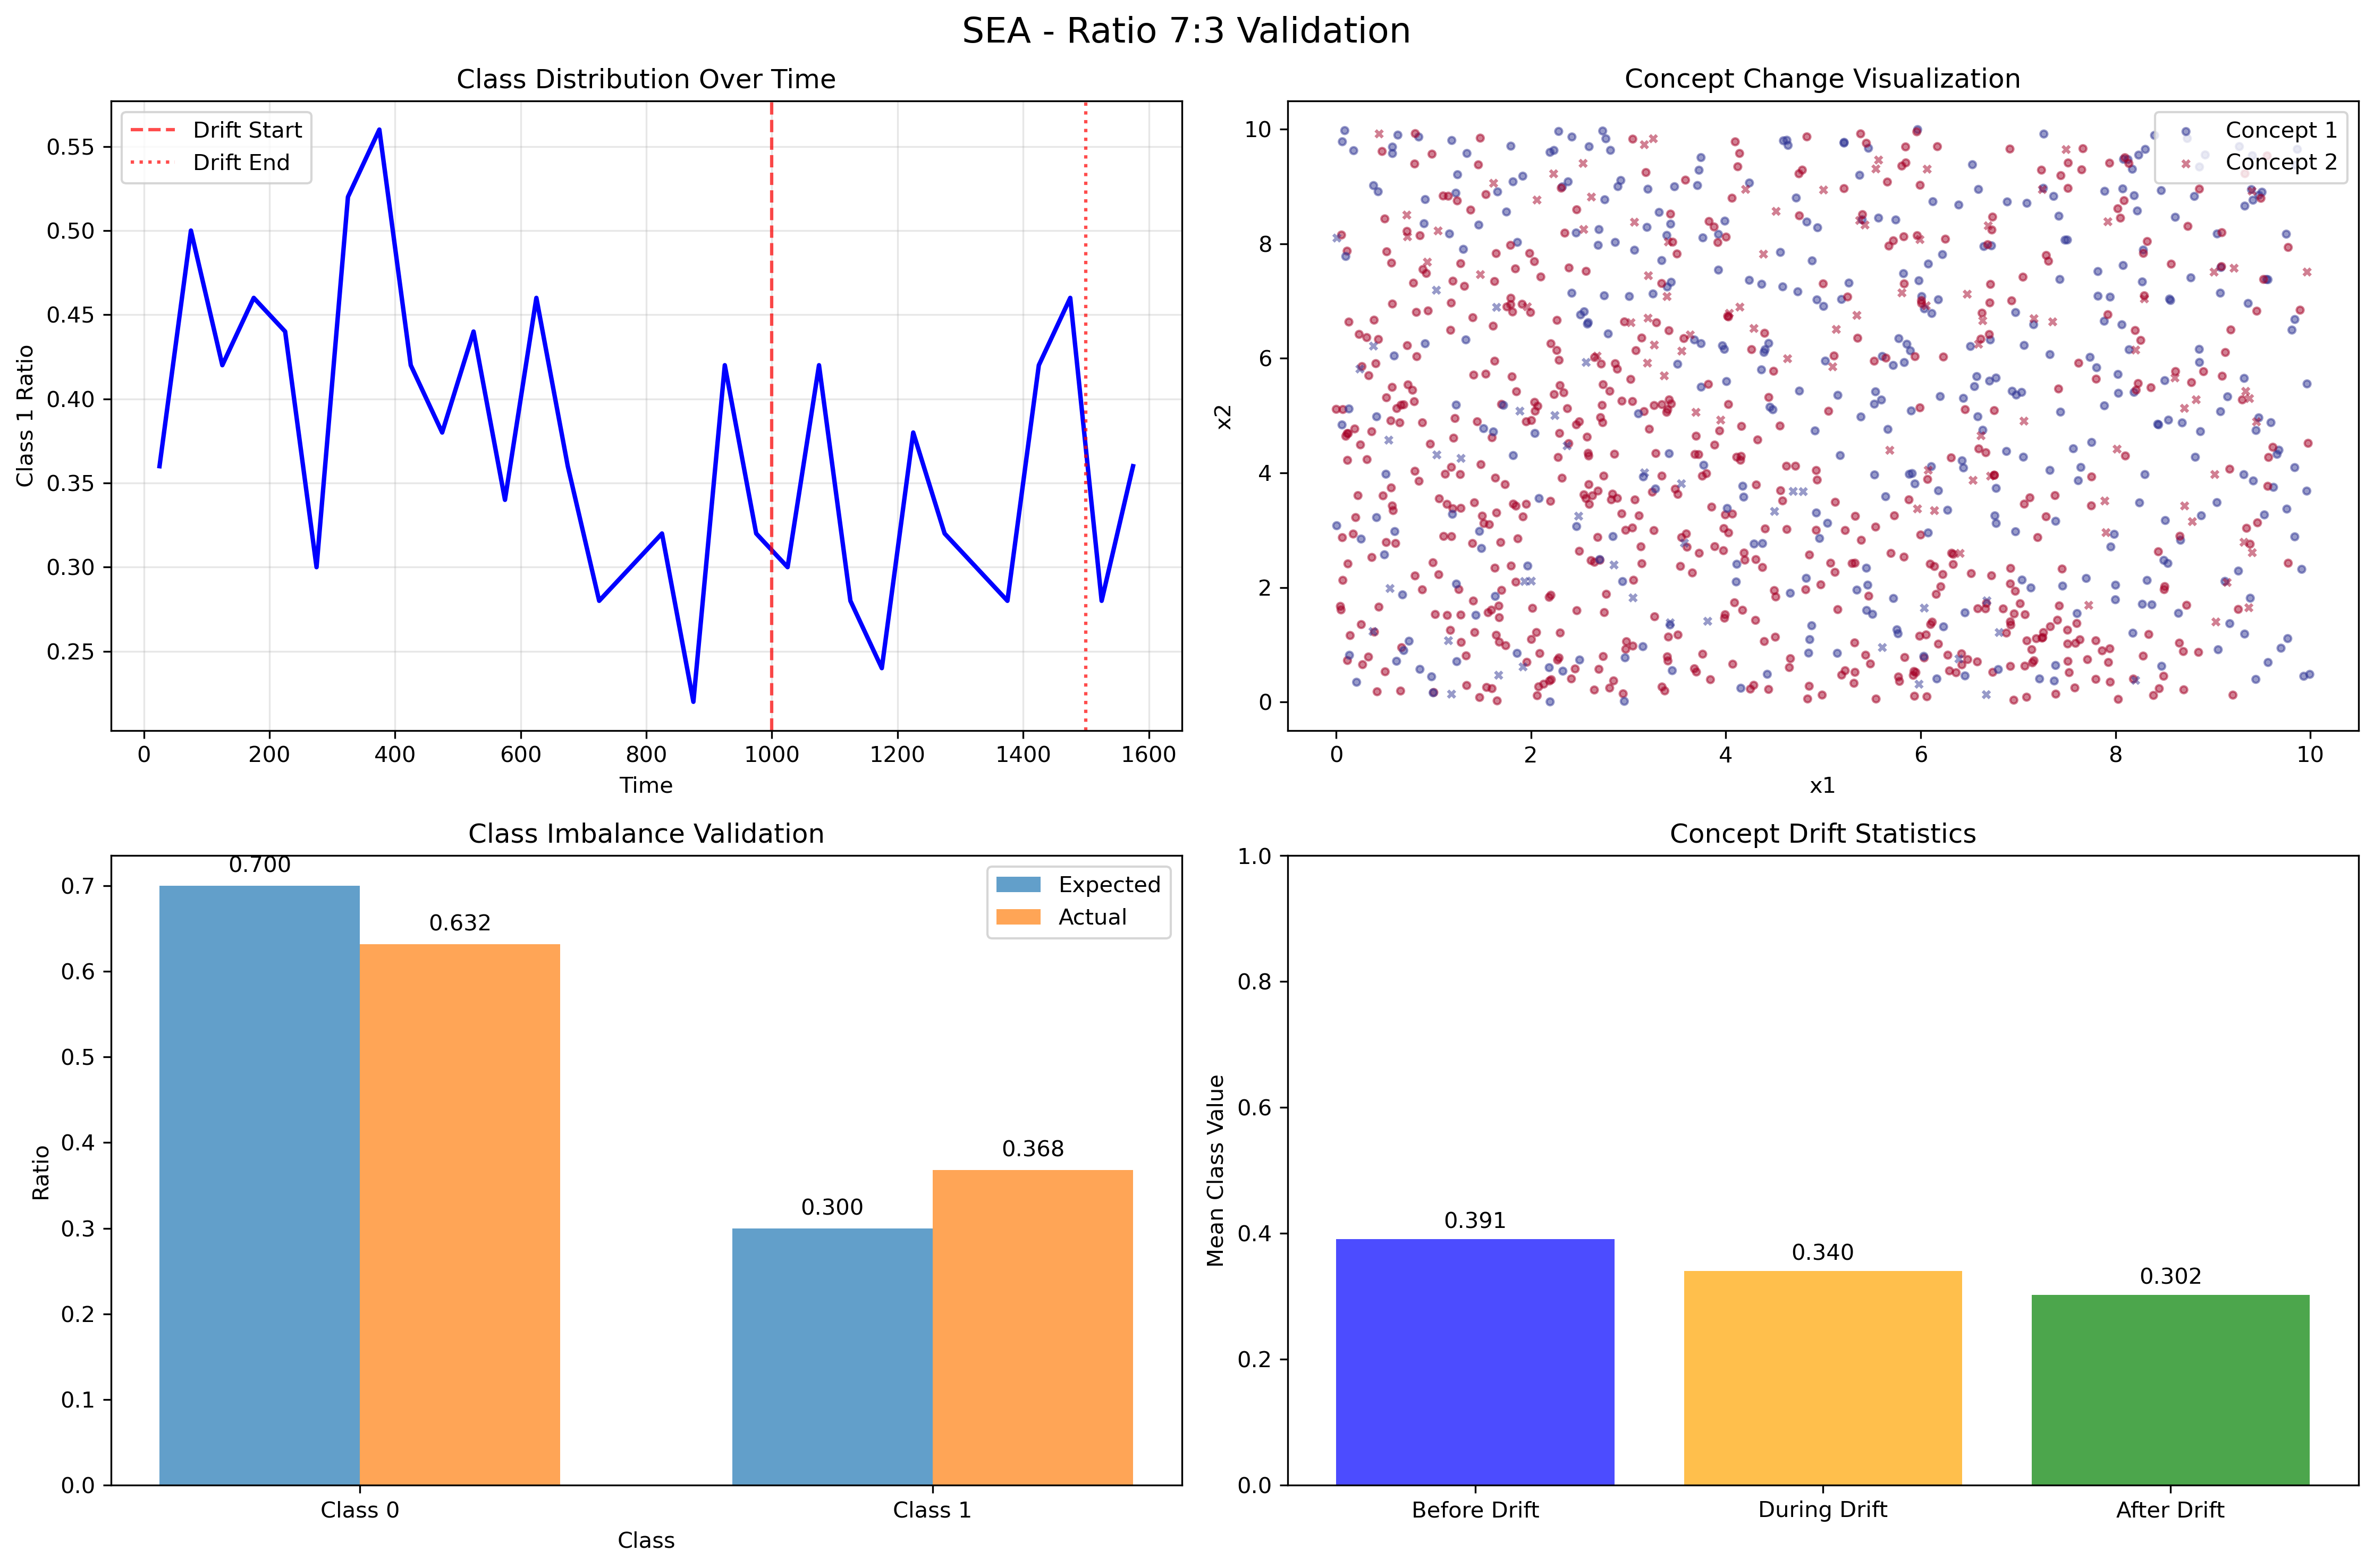 SEA - Ratio 7:3 Validation
Class Distribution Over Time
Drift Start
Drift End
Class 1 Ratio
0.55
0.50
0.45
0.40
0.35
0.30
0.25
0 200 400 600 800 1000 1200 1400 1600
Time
Concept Change Visualization
Concept 1
Concept 2
x2
10
8
6
4
2
0
0 2 4 6 8 10
x1
Class Imbalance Validation
Expected
Actual
Ratio
0.7
0.6
0.5
0.4
0.3
0.2
0.1
0.0
0.700
0.632
0.300
0.368
Class 0 Class 1
Class
Concept Drift Statistics
Mean Class Value
1.0
0.8
0.6
0.4
0.2
0.0
0.391
0.340
0.302
Before Drift During Drift After Drift